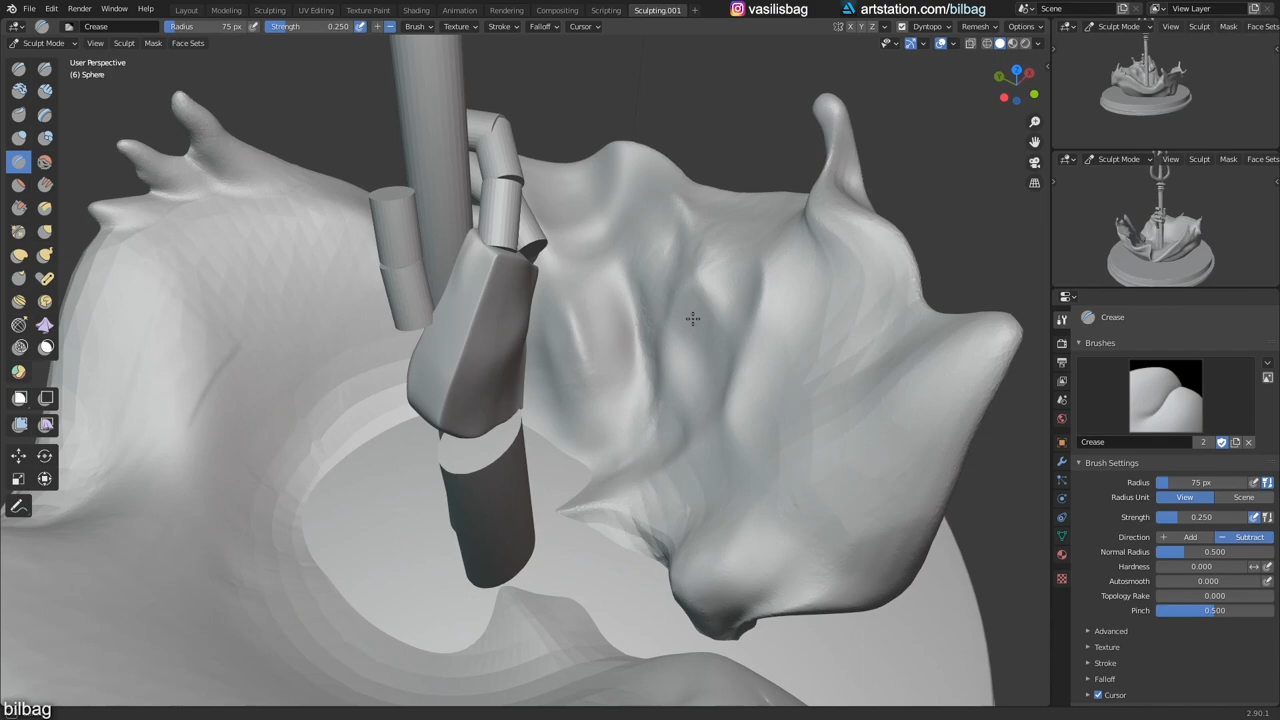 File Edit Render Window Help Layout Modeling Sculpting UV Editing Texture Paint Shading Animation Rendering Compositing Scripting Sculpting.001 + vasilisbag artstation.com/bilbag Scene View Layer
Crease Radius 75 px Strength 0.250 + − Brush Texture Stroke Falloff Cursor X Y Z Dyntopo Remesh Options Sculpt Mode View Sculpt Mask Face Sets
Sculpt Mode View Sculpt Mask Face Sets
User Perspective
(6) Sphere
Z
Y
X
Sculpt Mode View Sculpt Mask Face Sets
Crease
Brushes
Crease 2
Brush Settings
Radius 75 px
Radius Unit View Scene
Strength 0.250
Direction + Add − Subtract
Normal Radius 0.500
Hardness 0.000
Autosmooth 0.000
Topology Rake 0.000
Pinch 0.500
Advanced
Texture
Stroke
Falloff
Cursor
bilbag
2.90.1